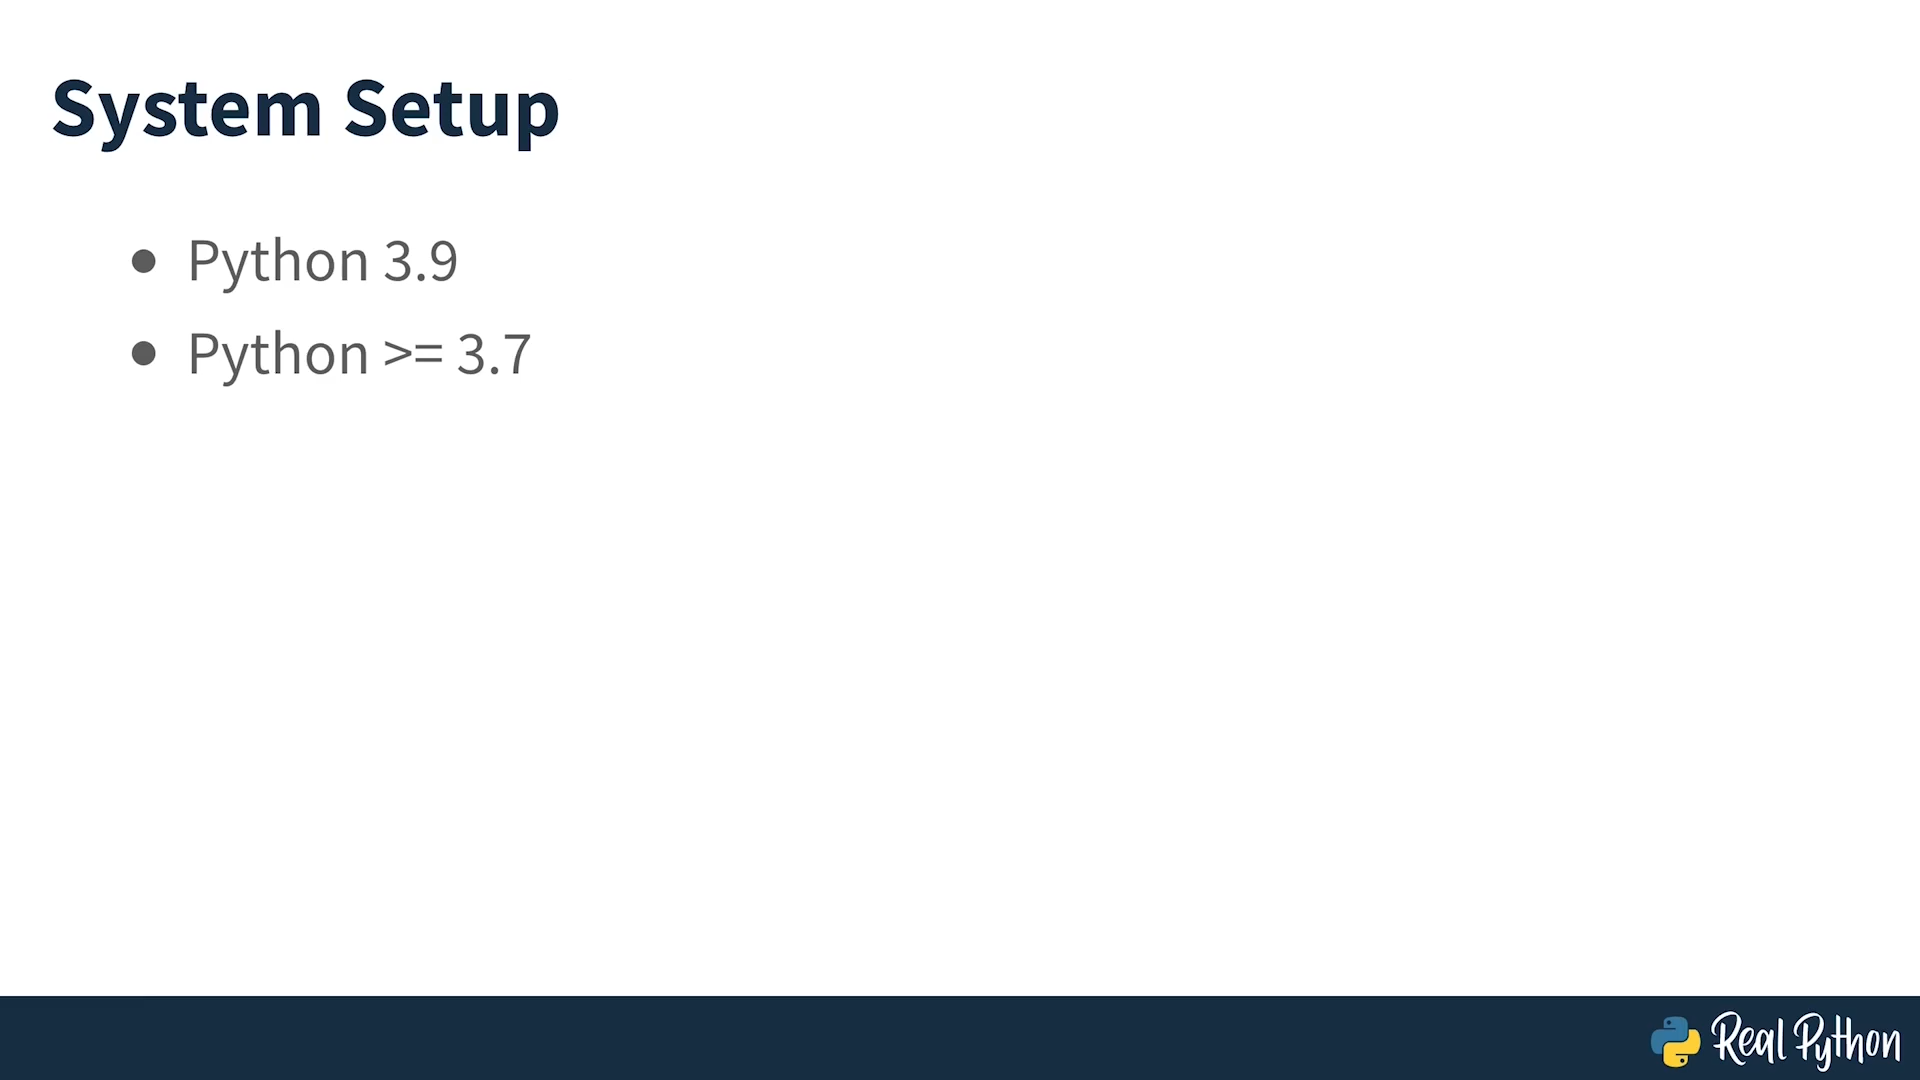 System Setup
● Python 3.9
● Python >= 3.7
Real Python